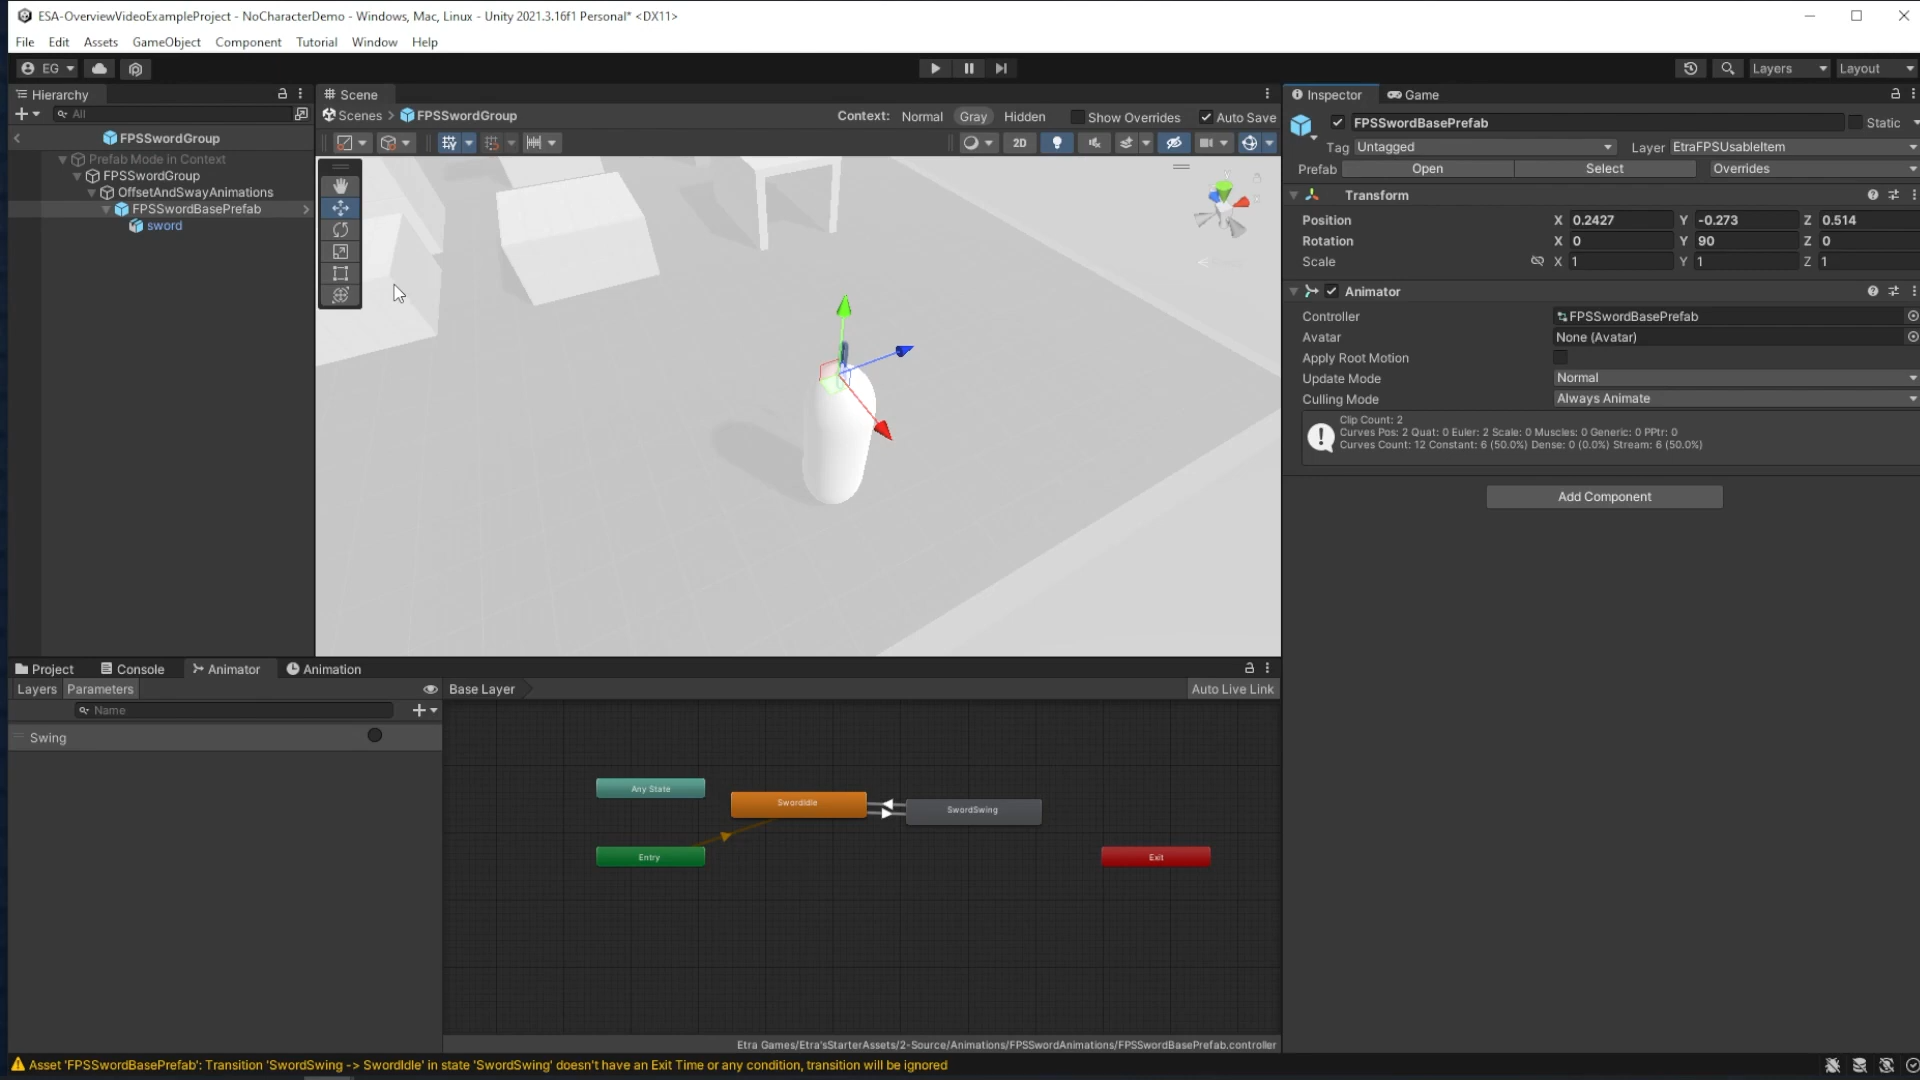 ESA-OverviewVideoExampleProject - NoCharacterDemo - Windows, Mac, Linux - Unity 2021.3.16f1 Personal* <DX11>
File Edit Assets GameObject Component Tutorial Window Help
EG Layers Layout
Hierarchy
All
FPSSwordGroup
Prefab Mode in Context
FPSSwordGroup
OffsetAndSwayAnimations
FPSSwordBasePrefab
sword
Scene
Scenes FPSSwordGroup Context: Normal Gray Hidden Show Overrides Auto Save
2D
Inspector Game
FPSSwordBasePrefab Static
Tag Untagged Layer EtraFPSUsableItem
Prefab Open Select Overrides
Transform
Position X 0.2427 Y -0.273 Z 0.514
Rotation X 0 Y 90 Z 0
Scale X 1 Y 1 Z 1
Animator
Controller FPSSwordBasePrefab
Avatar None (Avatar)
Apply Root Motion
Update Mode Normal
Culling Mode Always Animate
Clip Count: 2
Curves Pos: 2 Quat: 0 Euler: 2 Scale: 0 Muscles: 0 Generic: 0 PPtr: 0
Curves Count: 12 Constant: 6 (50.0%) Dense: 0 (0.0%) Stream: 6 (50.0%)
Add Component
Project Console Animator Animation
Layers Parameters Base Layer Auto Live Link
Name
Swing
Any State
SwordIdle
SwordSwing
Entry
Exit
Etra Games/Etra'sStarterAssets/2-Source/Animations/FPSSwordAnimations/FPSSwordBasePrefab.controller
Asset 'FPSSwordBasePrefab': Transition 'SwordSwing -> SwordIdle' in state 'SwordSwing' doesn't have an Exit Time or any condition, transition will be ignored